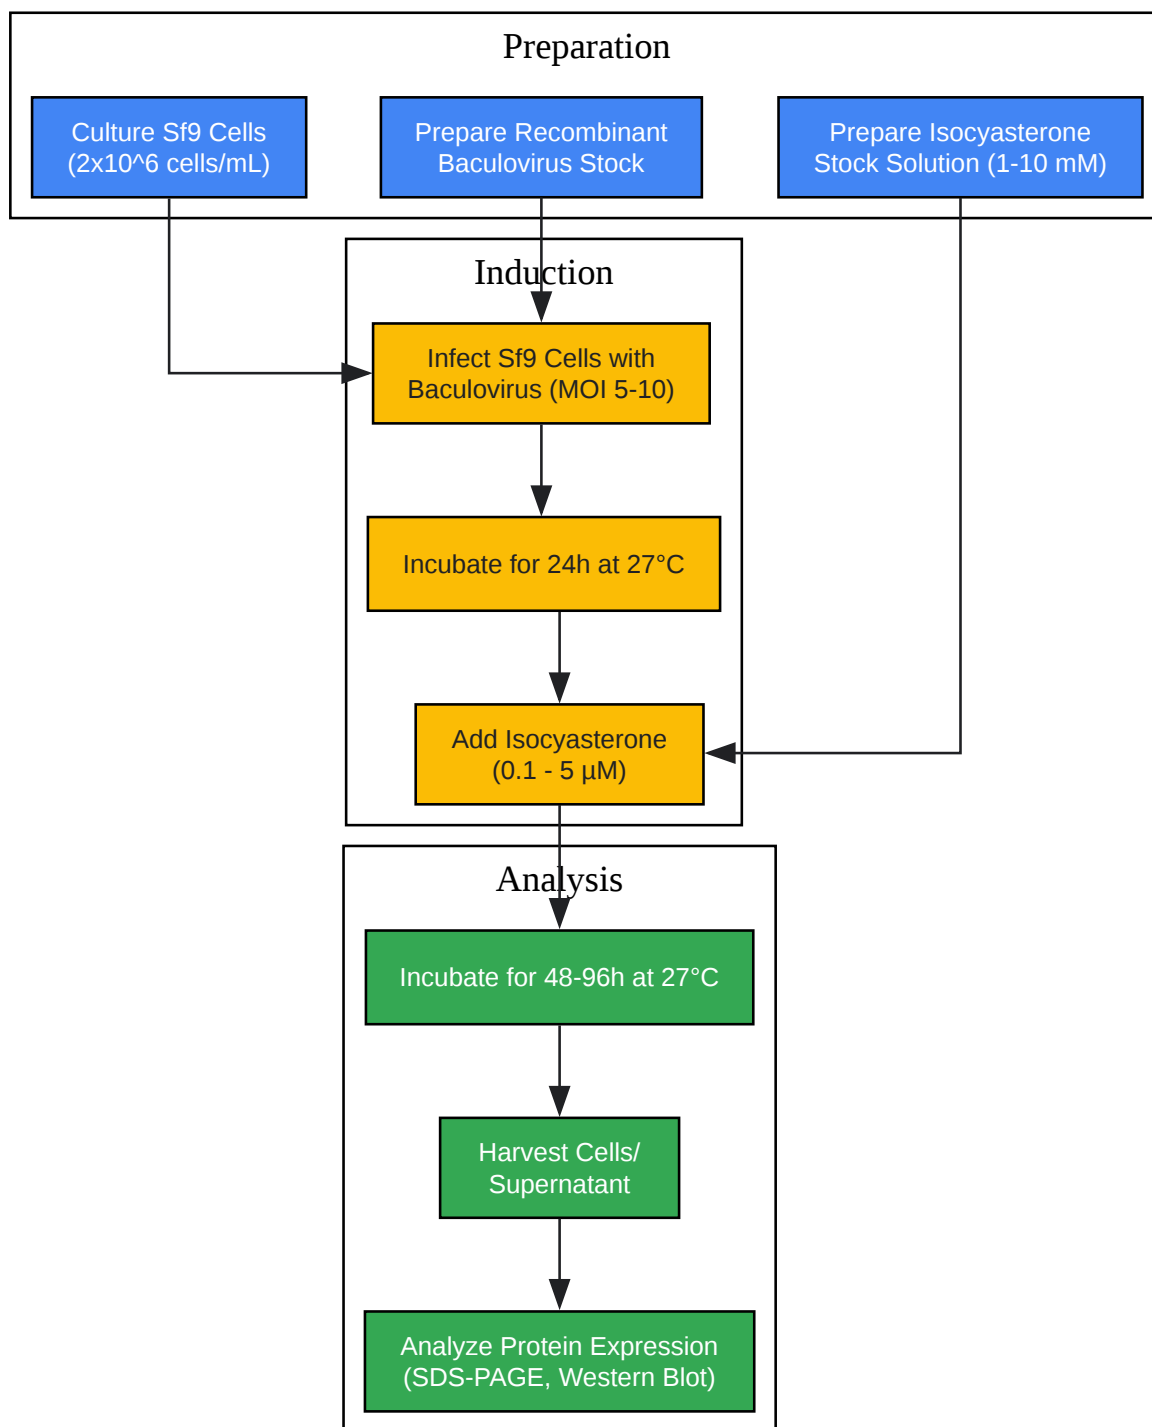 Preparation
Culture Sf9 Cells
(2x10^6 cells/mL)
Prepare Recombinant
Baculovirus Stock
Prepare Isocyasterone
Stock Solution (1-10 mM)
Induction
Infect Sf9 Cells with
Baculovirus (MOI 5-10)
Incubate for 24h at 27°C
Add Isocyasterone
(0.1 - 5 µM)
Analysis
Incubate for 48-96h at 27°C
Harvest Cells/
Supernatant
Analyze Protein Expression
(SDS-PAGE, Western Blot)